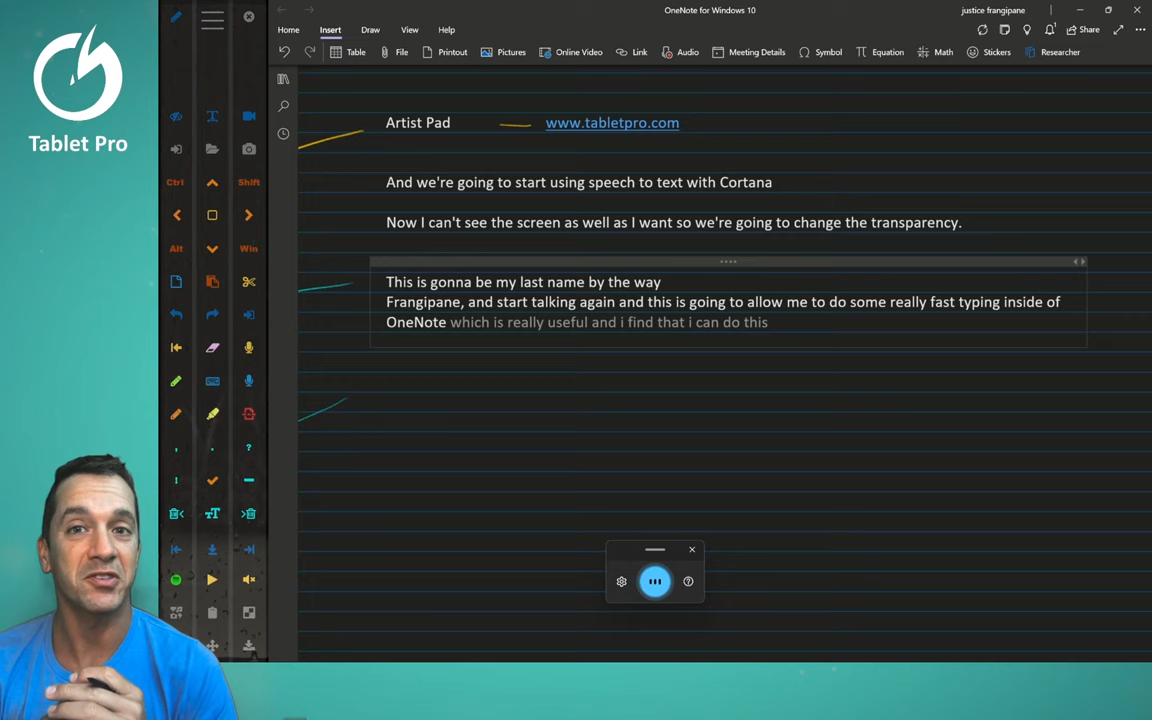 OneNote for Windows 10
justice frangipane
Home
Insert
Draw
View
Help
Share
Table
File
Printout
Pictures
Online Video
Link
Audio
Meeting Details
Symbol
Equation
Math
Stickers
Researcher
Tablet Pro
Ctrl
Shift
Alt
Win
Artist Pad
www.tabletpro.com
And we're going to start using speech to text with Cortana
Now I can't see the screen as well as I want so we're going to change the transparency.
This is gonna be my last name by the way
Frangipane, and start talking again and this is going to allow me to do some really fast typing inside of
OneNote which is really useful and i find that i can do this